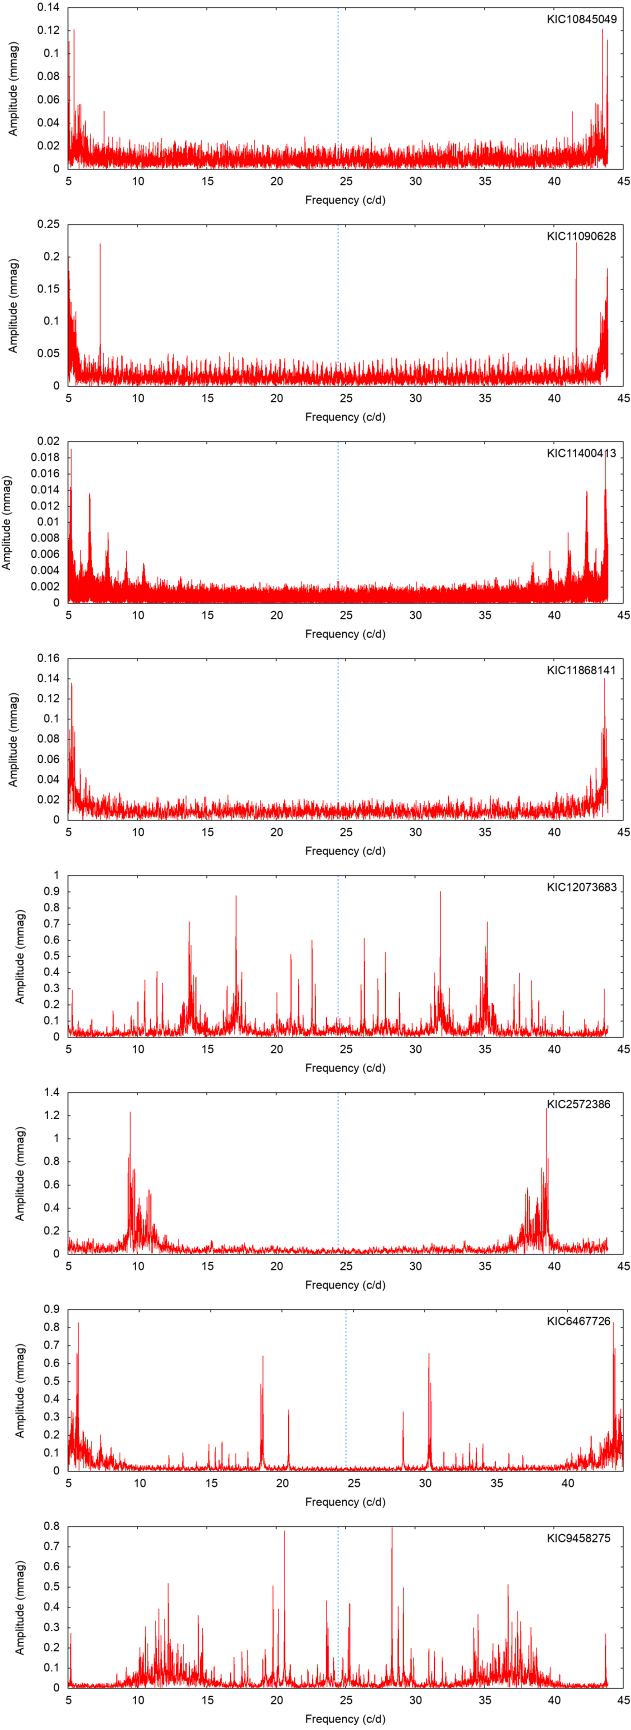 KIC10845049
Amplitude (mmag)
0.14
0.12
0.1
0.08
0.06
0.04
0.02
0
5 10 15 20 25 30 35 40 45
Frequency (c/d)
KIC11090628
Amplitude (mmag)
0.25
0.2
0.15
0.1
0.05
0
5 10 15 20 25 30 35 40 45
Frequency (c/d)
KIC11400413
Amplitude (mmag)
0.02
0.018
0.016
0.014
0.012
0.01
0.008
0.006
0.004
0.002
0
5 10 15 20 25 30 35 40 45
Frequency (c/d)
KIC11868141
Amplitude (mmag)
0.16
0.14
0.12
0.1
0.08
0.06
0.04
0.02
0
5 10 15 20 25 30 35 40 45
Frequency (c/d)
KIC12073683
Amplitude (mmag)
1
0.9
0.8
0.7
0.6
0.5
0.4
0.3
0.2
0.1
0
5 10 15 20 25 30 35 40 45
Frequency (c/d)
KIC2572386
Amplitude (mmag)
1.4
1.2
1
0.8
0.6
0.4
0.2
0
5 10 15 20 25 30 35 40 45
Frequency (c/d)
KIC6467726
Amplitude (mmag)
0.9
0.8
0.7
0.6
0.5
0.4
0.3
0.2
0.1
0
5 10 15 20 25 30 35 40
Frequency (c/d)
KIC9458275
Amplitude (mmag)
0.8
0.7
0.6
0.5
0.4
0.3
0.2
0.1
0
5 10 15 20 25 30 35 40 45
Frequency (c/d)